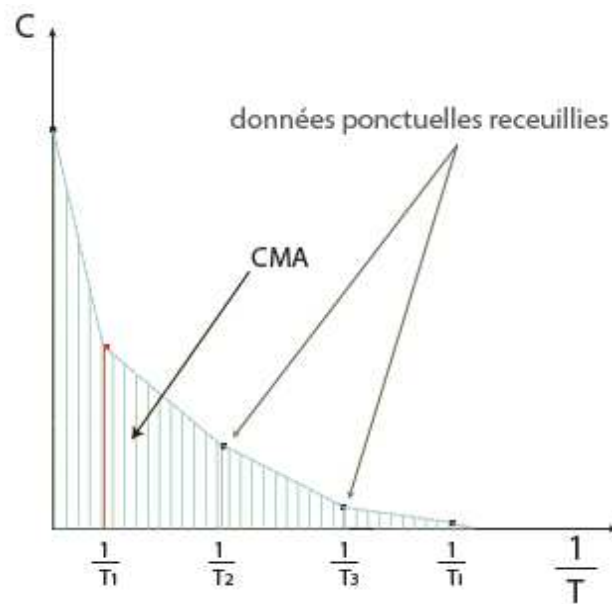 C
données ponctuelles receuillies
CMA
1
T1
1
T2
1
T3
1
Ti
1
T